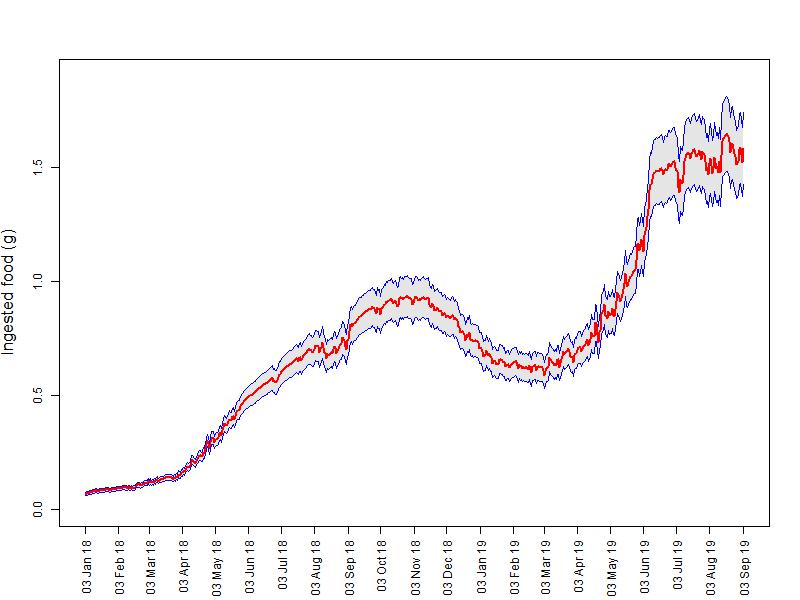 Ingested food (g)
1.5
1.0
0.5
0.0
03 Jan 18
03 Feb 18
03 Mar 18
03 Apr 18
03 May 18
03 Jun 18
03 Jul 18
03 Aug 18
03 Sep 18
03 Oct 18
03 Nov 18
03 Dec 18
03 Jan 19
03 Feb 19
03 Mar 19
03 Apr 19
03 May 19
03 Jun 19
03 Jul 19
03 Aug 19
03 Sep 19